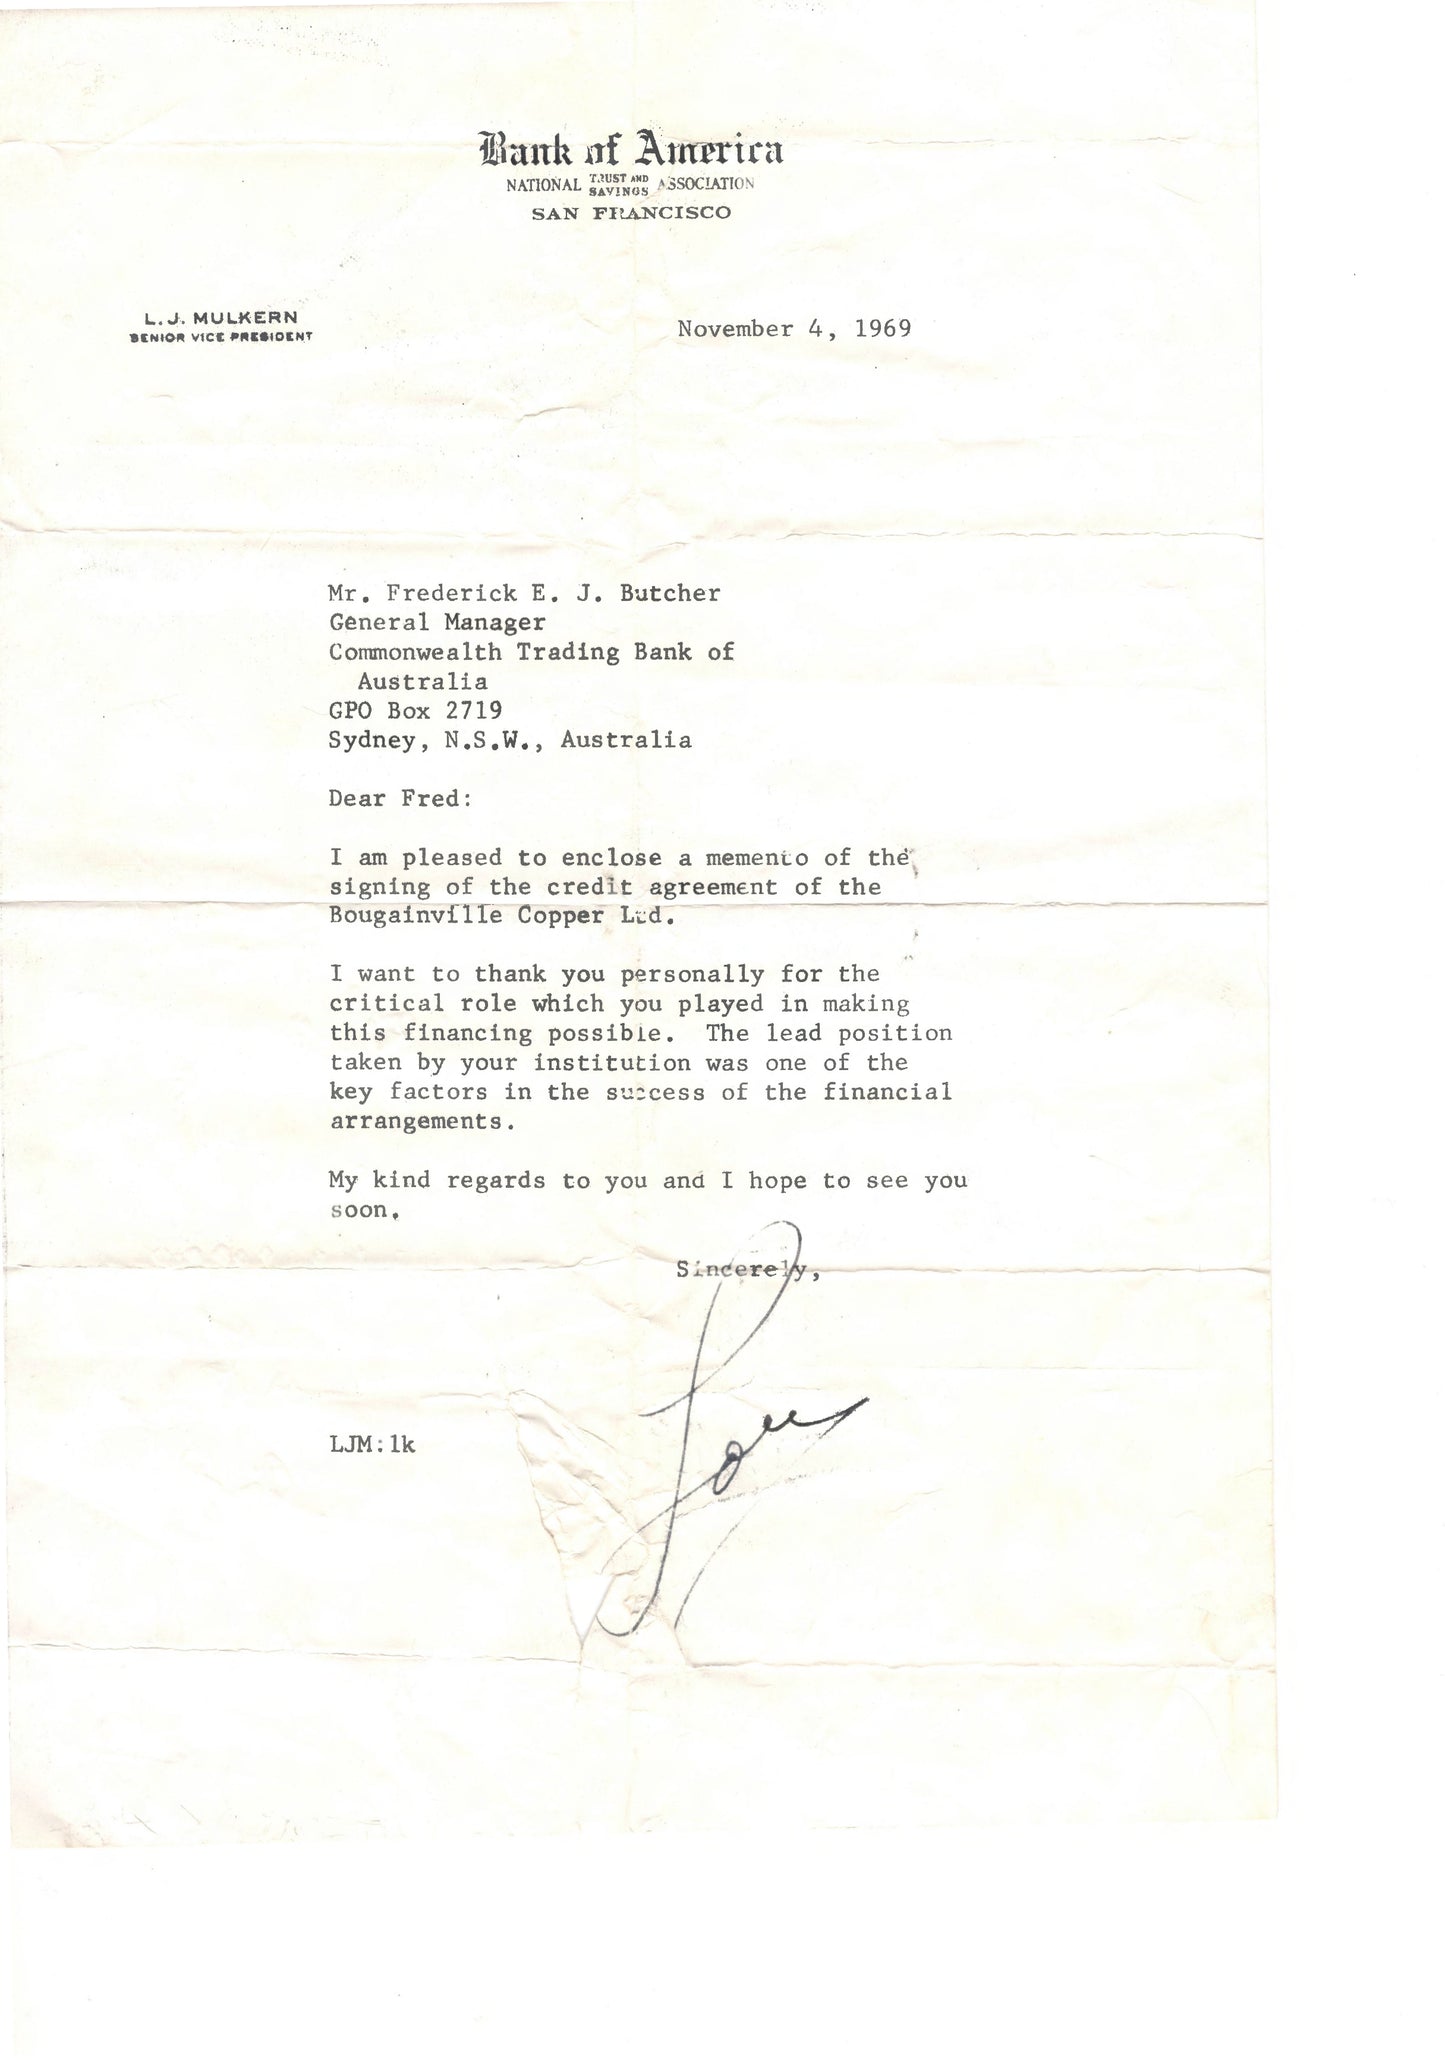 Bank of America
NATIONAL TRUST AND SAVINGS ASSOCIATION
SAN FRANCISCO
L. J. MULKERN
SENIOR VICE PRESIDENT
November 4, 1969
Mr. Frederick E. J. Butcher
General Manager
Commonwealth Trading Bank of
Australia
GPO Box 2719
Sydney, N.S.W., Australia
Dear Fred:
I am pleased to enclose a memento of the
signing of the credit agreement of the
Bougainville Copper Ltd.
I want to thank you personally for the
critical role which you played in making
this financing possible. The lead position
taken by your institution was one of the
key factors in the success of the financial
arrangements.
My kind regards to you and I hope to see you
soon.
Sincerely,
Lou
LJM:lk